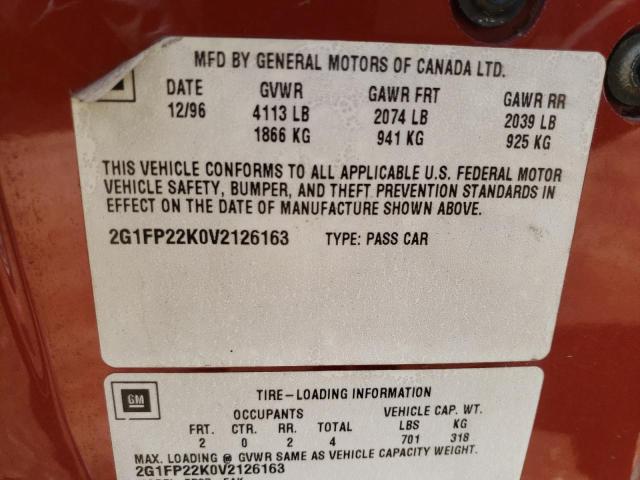 MFD BY GENERAL MOTORS OF CANADA LTD.
DATE GVWR GAWR FRT GAWR RR
12/96 4113 LB 2074 LB 2039 LB
1866 KG 941 KG 925 KG
THIS VEHICLE CONFORMS TO ALL APPLICABLE U.S. FEDERAL MOTOR
VEHICLE SAFETY, BUMPER, AND THEFT PREVENTION STANDARDS IN
EFFECT ON THE DATE OF MANUFACTURE SHOWN ABOVE.
2G1FP22K0V2126163 TYPE: PASS CAR
GM
TIRE-LOADING INFORMATION
OCCUPANTS VEHICLE CAP. WT.
FRT. CTR. RR. TOTAL LBS KG
2 0 2 4 701 318
MAX. LOADING @ GVWR SAME AS VEHICLE CAPACITY WEIGHT.
2G1FP22K0V2126163